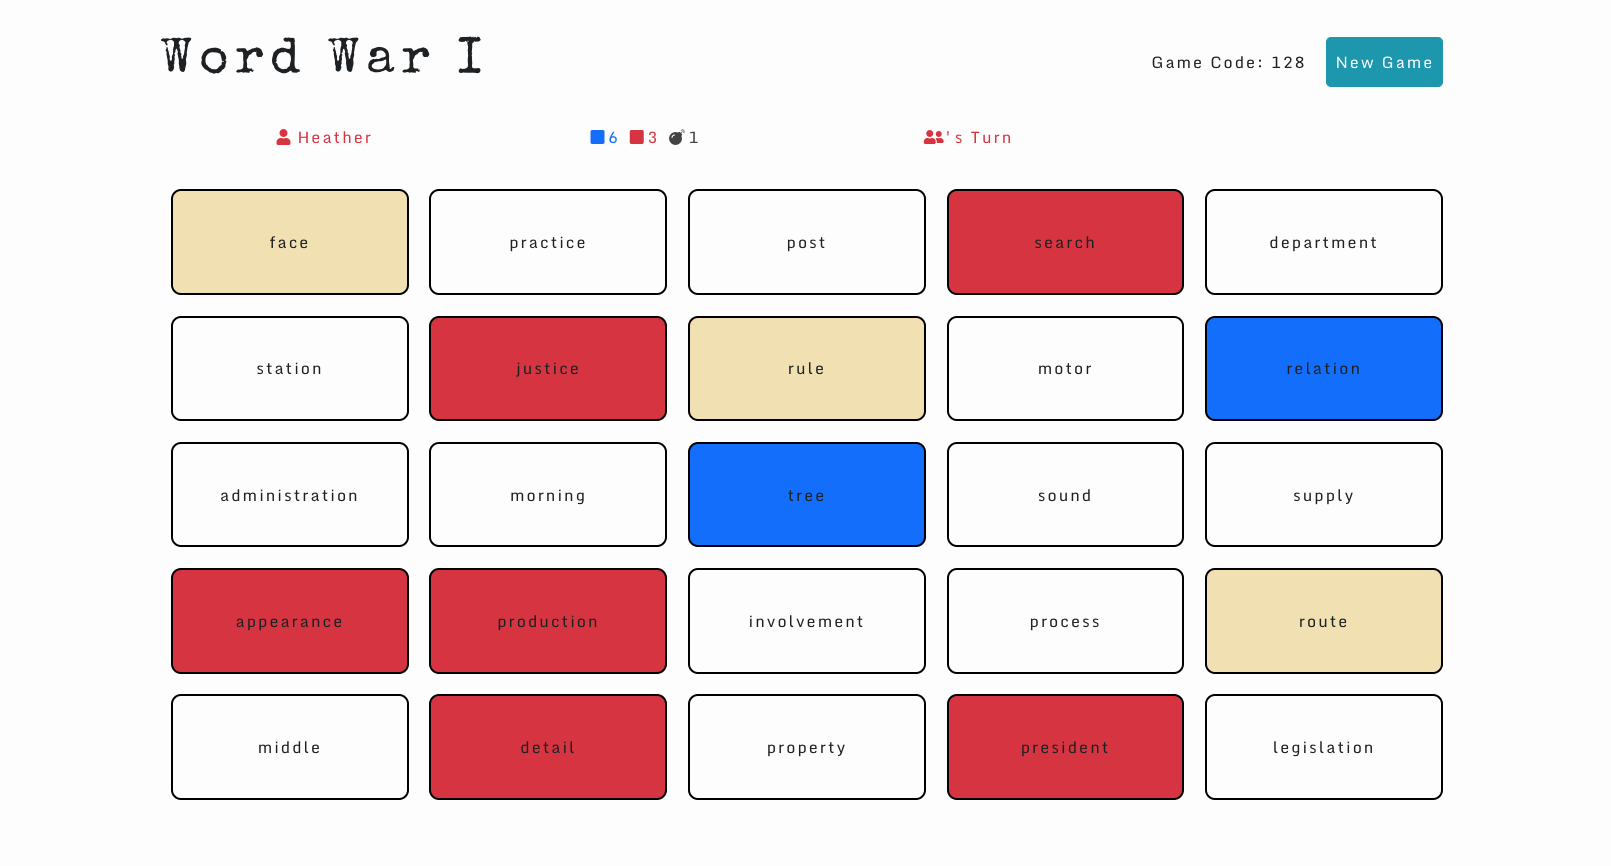 Word War I
Game Code: 128 New Game
Heather 6 3 1 's Turn
face practice post search department
station justice rule motor relation
administration morning tree sound supply
appearance production involvement process route
middle detail property president legislation